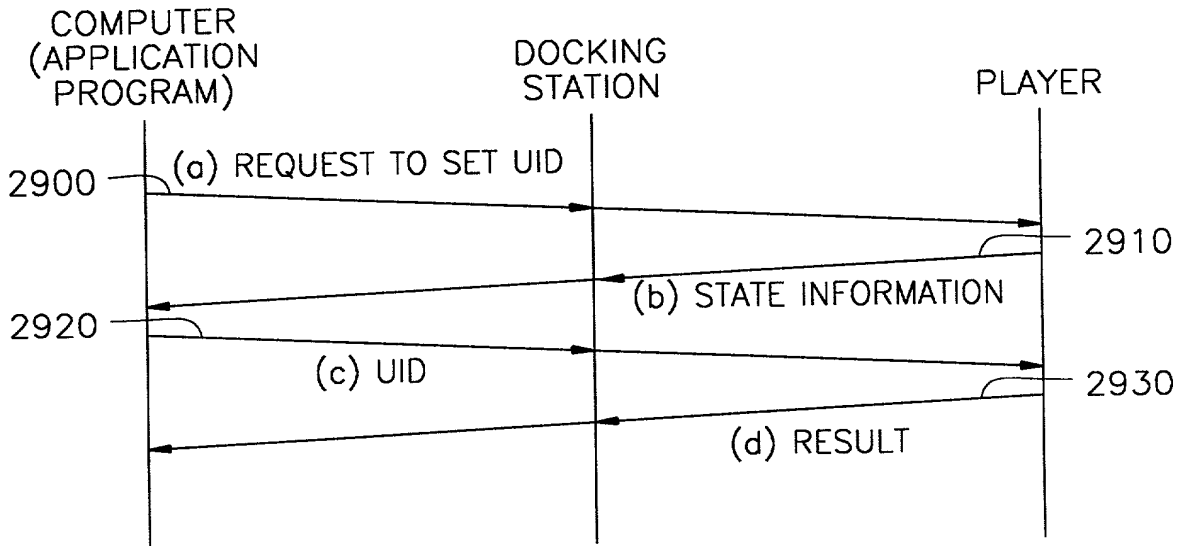 COMPUTER
(APPLICATION
PROGRAM)
DOCKING
STATION
PLAYER
(a) REQUEST TO SET UID
2900
2910
(b) STATE INFORMATION
2920
(c) UID
2930
(d) RESULT